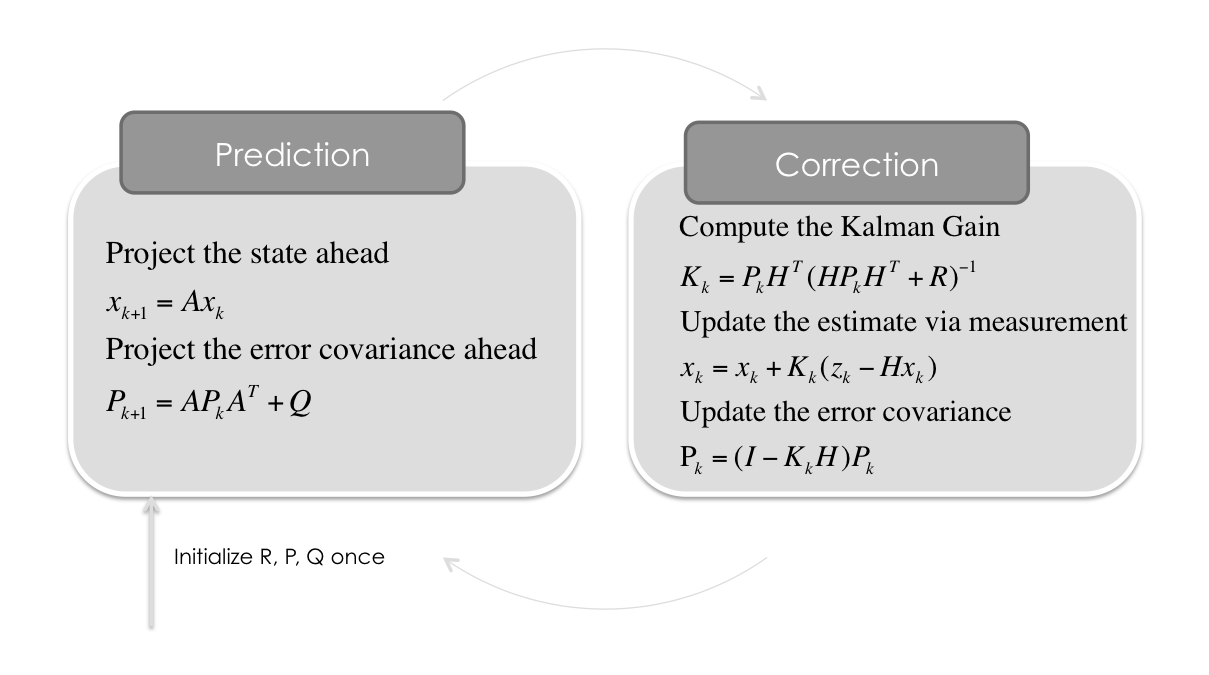 Prediction
Project the state ahead
x_{k+1} = Ax_k
Project the error covariance ahead
P_{k+1} = AP_kA^T + Q
Correction
Compute the Kalman Gain
K_k = P_kH^T(HP_kH^T + R)^{-1}
Update the estimate via measurement
x_k = x_k + K_k(z_k − Hx_k)
Update the error covariance
P_k = (I − K_kH)P_k
Initialize R, P, Q once